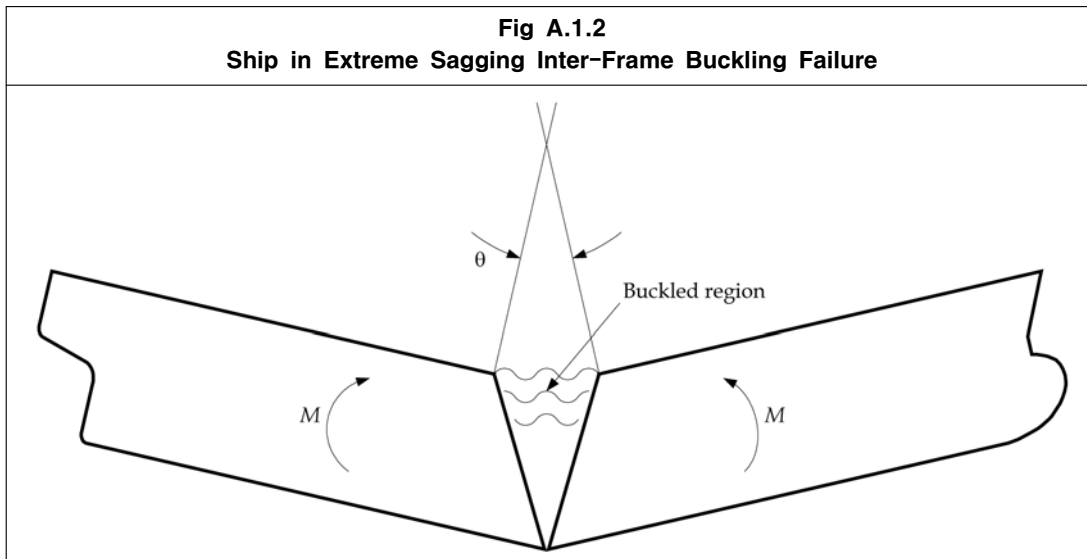 Fig A.1.2
Ship in Extreme Sagging Inter-Frame Buckling Failure
θ
Buckled region
M
M